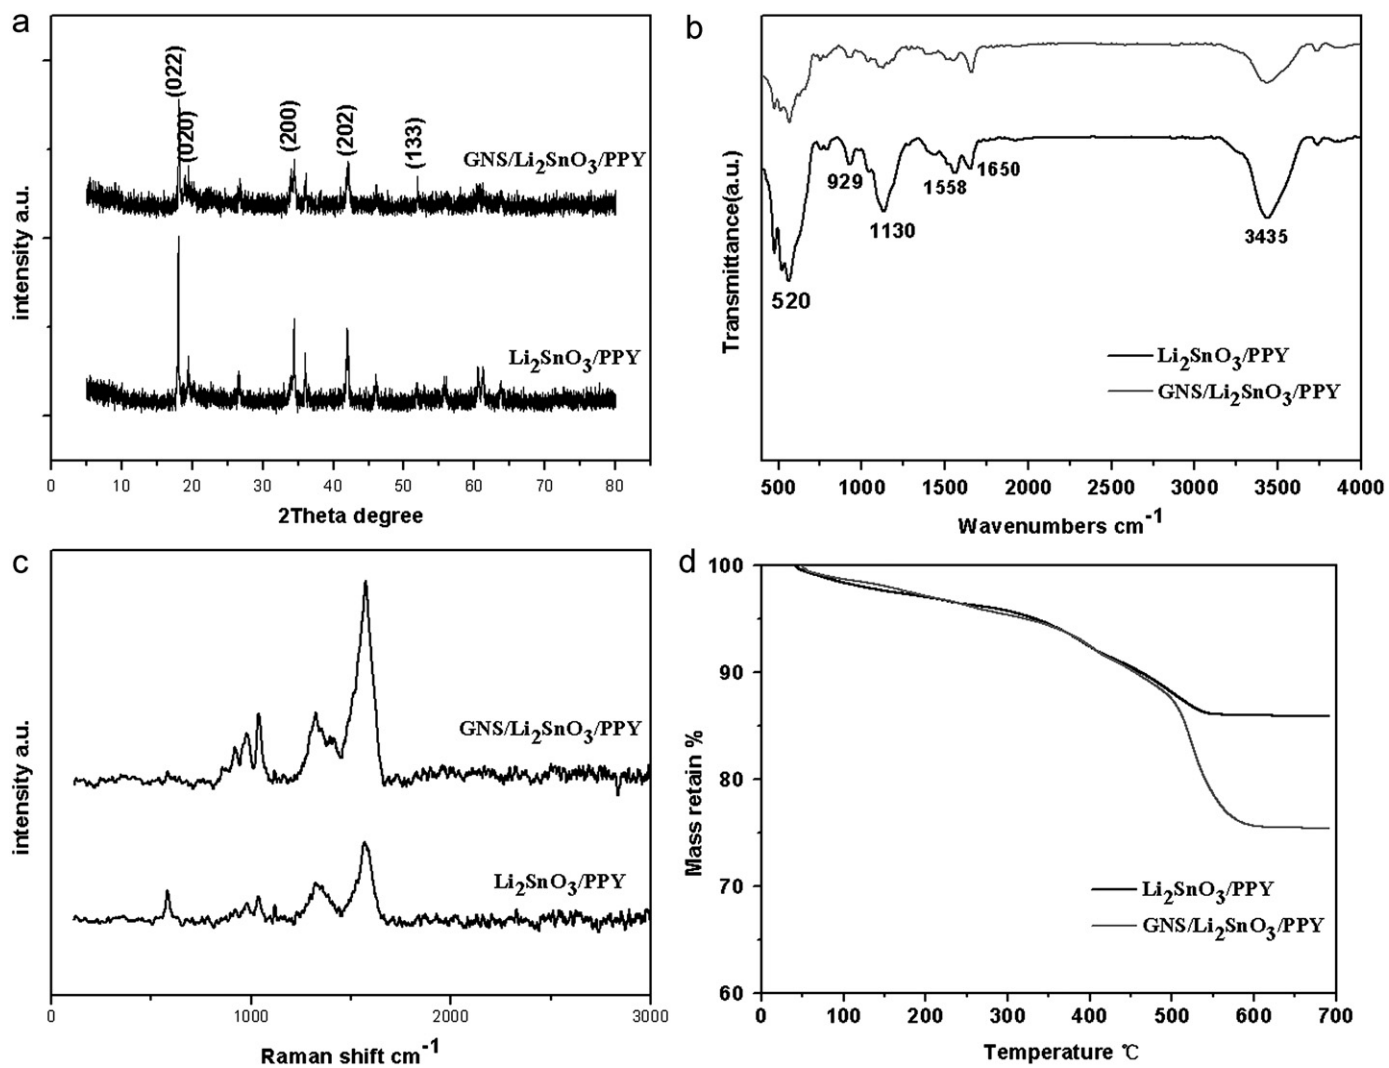 a
(022)
(020)
(200)
(202)
(133)
GNS/Li2SnO3/PPY
Li2SnO3/PPY
intensity a.u.
0 10 20 30 40 50 60 70 80
2Theta degree
b
929
1130
1558
1650
3435
520
Transmittance(a.u.)
Li2SnO3/PPY
GNS/Li2SnO3/PPY
500 1000 1500 2000 2500 3000 3500 4000
Wavenumbers cm-1
c
GNS/Li2SnO3/PPY
Li2SnO3/PPY
intensity a.u.
0 1000 2000 3000
Raman shift cm-1
d
100
90
80
70
60
Mass retain %
Li2SnO3/PPY
GNS/Li2SnO3/PPY
0 100 200 300 400 500 600 700
Temperature ℃